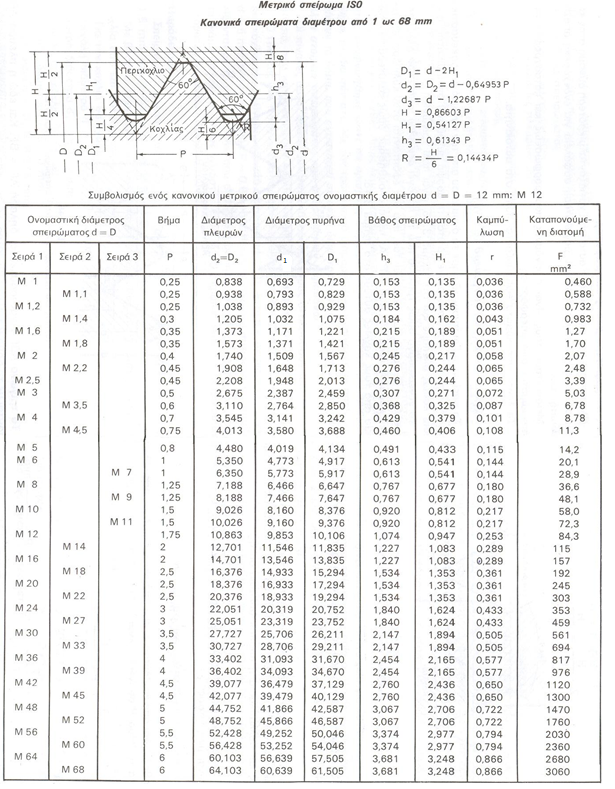 Μετρικό σπείρωμα ISO
Κανονικά σπειρώματα διαμέτρου από 1 ως 68 mm
Περικόχλιο
60°
60°
Κοχλίας
H
H/2
H/2
H₁
H/4
H/6
H/8
h₃
P
D
D₂
D₁
d₃
d₂
d
D₁ = d-2H₁
d₂ = D₂=d-0,64953 P
d₃ = d - 1,22687 P
H = 0,86603 P
H₁ = 0,54127 P
h₃ = 0,61343 P
R = H/6 = 0,14434P
Συμβολισμός ενός κανονικού μετρικού σπειρώματος ονομαστικής διαμέτρου d = D = 12 mm: M 12
Ονομαστική διάμετρος σπειρώματος d = D | Βήμα | Διάμετρος πλευρών | Διάμετρος πυρήνα | Βάθος σπειρώματος | Καμπύλωση | Καταπονούμενη διατομή
Σειρά 1 | Σειρά 2 | Σειρά 3 | P | d₂=D₂ | d₁ | D₁ | h₃ | H₁ | r | F mm²
M 1 0,25 0,838 0,693 0,729 0,153 0,135 0,036 0,460
M 1,1 0,25 0,938 0,793 0,829 0,153 0,135 0,036 0,588
M 1,2 0,25 1,038 0,893 0,929 0,153 0,135 0,036 0,732
M 1,4 0,3 1,205 1,032 1,075 0,184 0,162 0,043 0,983
M 1,6 0,35 1,373 1,171 1,221 0,215 0,189 0,051 1,27
M 1,8 0,35 1,573 1,371 1,421 0,215 0,189 0,051 1,70
M 2 0,4 1,740 1,509 1,567 0,245 0,217 0,058 2,07
M 2,2 0,45 1,908 1,648 1,713 0,276 0,244 0,065 2,48
M 2,5 0,45 2,208 1,948 2,013 0,276 0,244 0,065 3,39
M 3 0,5 2,675 2,387 2,459 0,307 0,271 0,072 5,03
M 3,5 0,6 3,110 2,764 2,850 0,368 0,325 0,087 6,78
M 4 0,7 3,545 3,141 3,242 0,429 0,379 0,101 8,78
M 4,5 0,75 4,013 3,580 3,688 0,460 0,406 0,108 11,3
M 5 0,8 4,480 4,019 4,134 0,491 0,433 0,115 14,2
M 6 1 5,350 4,773 4,917 0,613 0,541 0,144 20,1
M 7 1 6,350 5,773 5,917 0,613 0,541 0,144 28,9
M 8 1,25 7,188 6,466 6,647 0,767 0,677 0,180 36,6
M 9 1,25 8,188 7,466 7,647 0,767 0,677 0,180 48,1
M 10 1,5 9,026 8,160 8,376 0,920 0,812 0,217 58,0
M 11 1,5 10,026 9,160 9,376 0,920 0,812 0,217 72,3
M 12 1,75 10,863 9,853 10,106 1,074 0,947 0,253 84,3
M 14 2 12,701 11,546 11,835 1,227 1,083 0,289 115
M 16 2 14,701 13,546 13,835 1,227 1,083 0,289 157
M 18 2,5 16,376 14,933 15,294 1,534 1,353 0,361 192
M 20 2,5 18,376 16,933 17,294 1,534 1,353 0,361 245
M 22 2,5 20,376 18,933 19,294 1,534 1,353 0,361 303
M 24 3 22,051 20,319 20,752 1,840 1,624 0,433 353
M 27 3 25,051 23,319 23,752 1,840 1,624 0,433 459
M 30 3,5 27,727 25,706 26,211 2,147 1,894 0,505 561
M 33 3,5 30,727 28,706 29,211 2,147 1,894 0,505 694
M 36 4 33,402 31,093 31,670 2,454 2,165 0,577 817
M 39 4 36,402 34,093 34,670 2,454 2,165 0,577 976
M 42 4,5 39,077 36,479 37,129 2,760 2,436 0,650 1120
M 45 4,5 42,077 39,479 40,129 2,760 2,436 0,650 1300
M 48 5 44,752 41,866 42,587 3,067 2,706 0,722 1470
M 52 5 48,752 45,866 46,587 3,067 2,706 0,722 1760
M 56 5,5 52,428 49,252 50,046 3,374 2,977 0,794 2030
M 60 5,5 56,428 53,252 54,046 3,374 2,977 0,794 2360
M 64 6 60,103 56,639 57,505 3,681 3,248 0,866 2680
M 68 6 64,103 60,639 61,505 3,681 3,248 0,866 3060